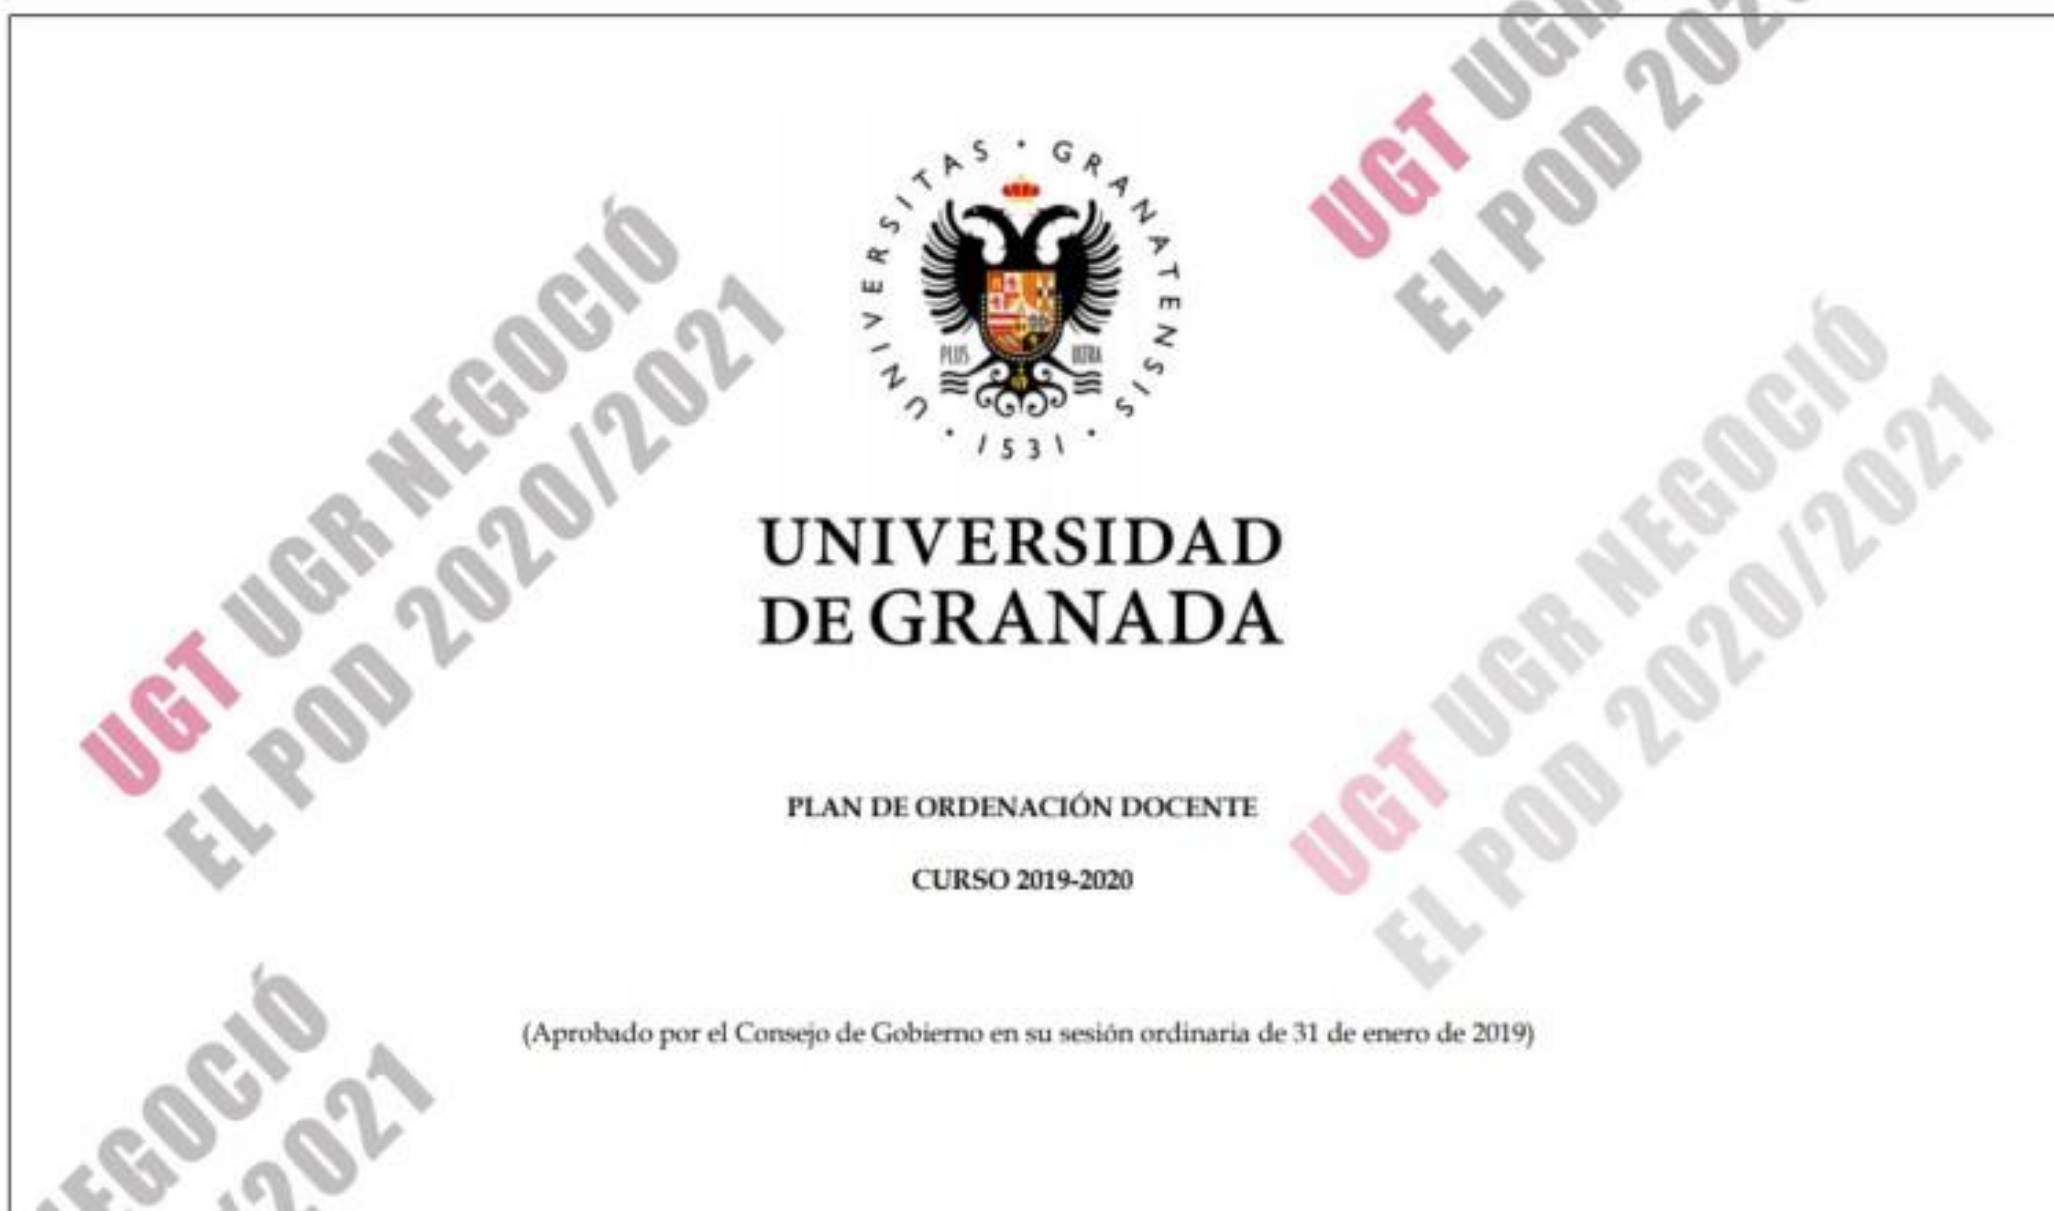 UGT UGR
EL POD 202
UNIVERSITAS · GRANATENSIS
PLUS ULTRA
· 1531 ·
UGT UGR NEGOCIÓ
EL POD 2020/2021
UNIVERSIDAD
DE GRANADA
UGT UGR NEGOCIÓ
EL POD 2020/2021
PLAN DE ORDENACIÓN DOCENTE
CURSO 2019-2020
(Aprobado por el Consejo de Gobierno en su sesión ordinaria de 31 de enero de 2019)
NEGOCIÓ
/2021